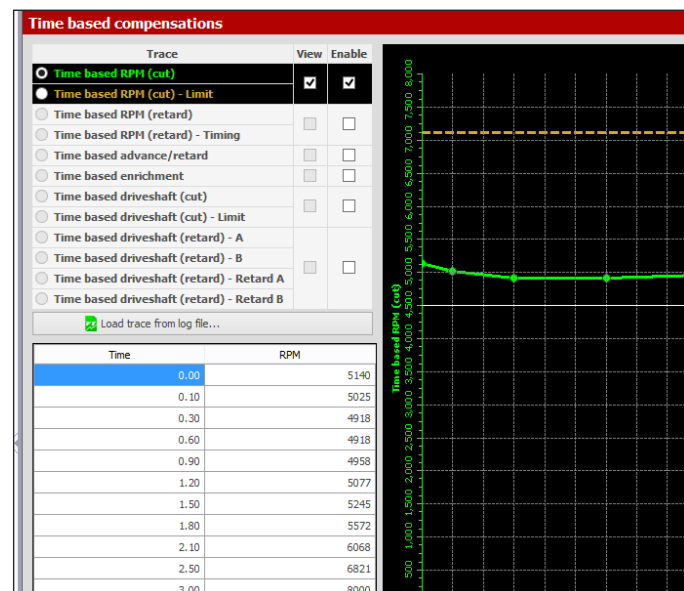 Time based compensations
Trace View Enable
Time based RPM (cut)
Time based RPM (cut) - Limit
Time based RPM (retard)
Time based RPM (retard) - Timing
Time based advance/retard
Time based enrichment
Time based driveshaft (cut)
Time based driveshaft (cut) - Limit
Time based driveshaft (retard) - A
Time based driveshaft (retard) - B
Time based driveshaft (retard) - Retard A
Time based driveshaft (retard) - Retard B
Load trace from log file...
Time RPM
0.00 5140
0.10 5025
0.30 4918
0.60 4918
0.90 4958
1.20 5077
1.50 5245
1.80 5572
2.10 6068
2.50 6821
3.00 8000
Time based RPM (cut)
8,000
7,500
7,000
6,500
6,000
5,500
5,000
4,500
4,000
3,500
3,000
2,500
2,000
1,500
1,000
500